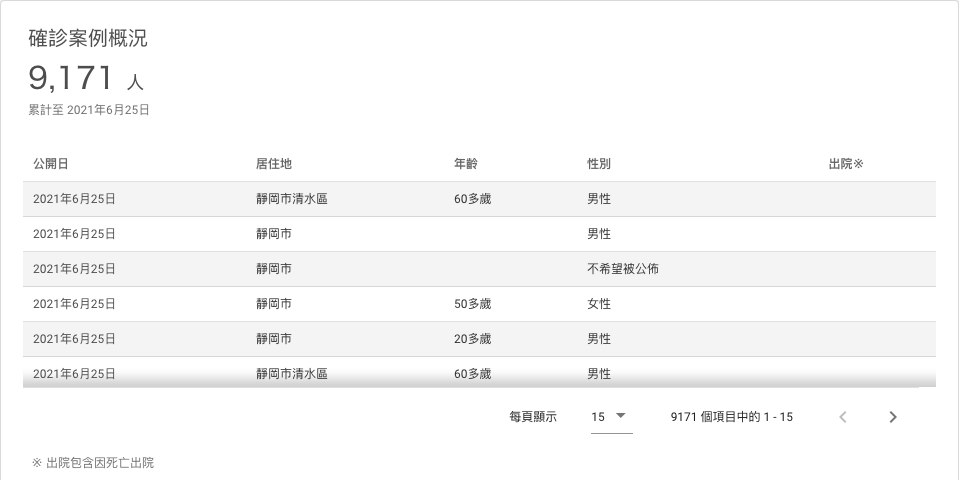 確診案例概況
9,171 人
累計至 2021年6月25日
公開日 居住地 年齡 性別 出院※
2021年6月25日 靜岡市清水區 60多歲 男性
2021年6月25日 靜岡市 男性
2021年6月25日 靜岡市 不希望被公佈
2021年6月25日 靜岡市 50多歲 女性
2021年6月25日 靜岡市 20多歲 男性
2021年6月25日 靜岡市清水區 60多歲 男性
每頁顯示 15 9171 個項目中的 1 - 15
※ 出院包含因死亡出院